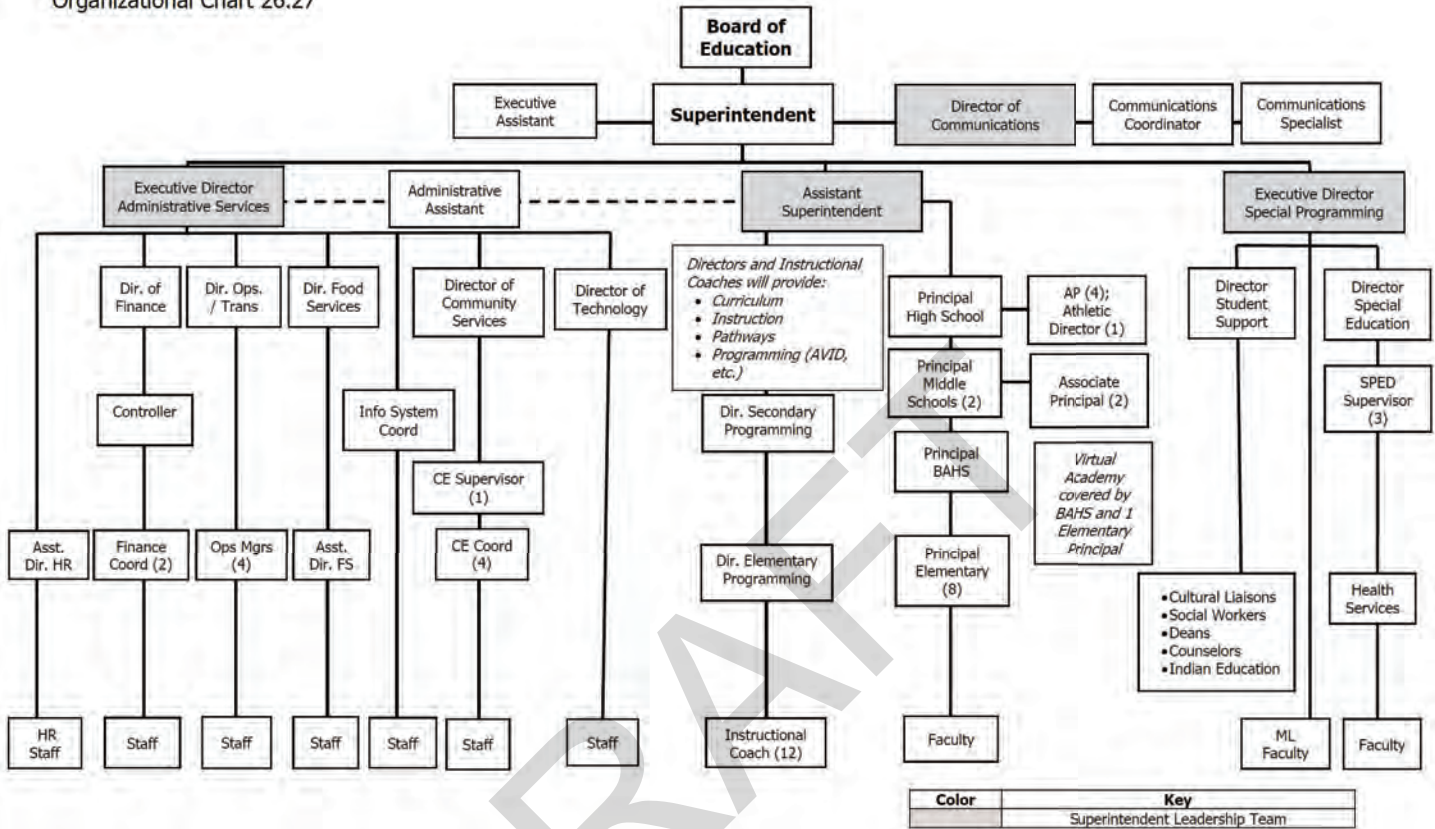 Organizational Chart 26.27
Board of
Education
Executive
Assistant
Superintendent
Director of
Communications
Communications
Coordinator
Communications
Specialist
Executive Director
Administrative Services
Administrative
Assistant
Assistant
Superintendent
Executive Director
Special Programming
Dir. of
Finance
Dir. Ops.
/ Trans
Dir. Food
Services
Director of
Community
Services
Director of
Technology
Directors and Instructional
Coaches will provide:
• Curriculum
• Instruction
• Pathways
• Programming (AVID,
etc.)
Principal
High School
AP (4);
Athletic
Director (1)
Director
Student
Support
Director
Special
Education
Controller
Info System
Coord
Dir. Secondary
Programming
Principal
Middle
Schools (2)
Associate
Principal (2)
SPED
Supervisor
(3)
CE Supervisor
(1)
Principal
BAHS
Virtual
Academy
covered by
BAHS and 1
Elementary
Principal
Asst.
Dir. HR
Finance
Coord (2)
Ops Mgrs
(4)
Asst.
Dir. FS
CE Coord
(4)
Dir. Elementary
Programming
Principal
Elementary
(8)
•Cultural Liaisons
•Social Workers
•Deans
•Counselors
•Indian Education
Health
Services
HR
Staff
Staff
Staff
Staff
Staff
Staff
Staff
Instructional
Coach (12)
Faculty
ML
Faculty
Faculty
Color Key
Superintendent Leadership Team
RAFT